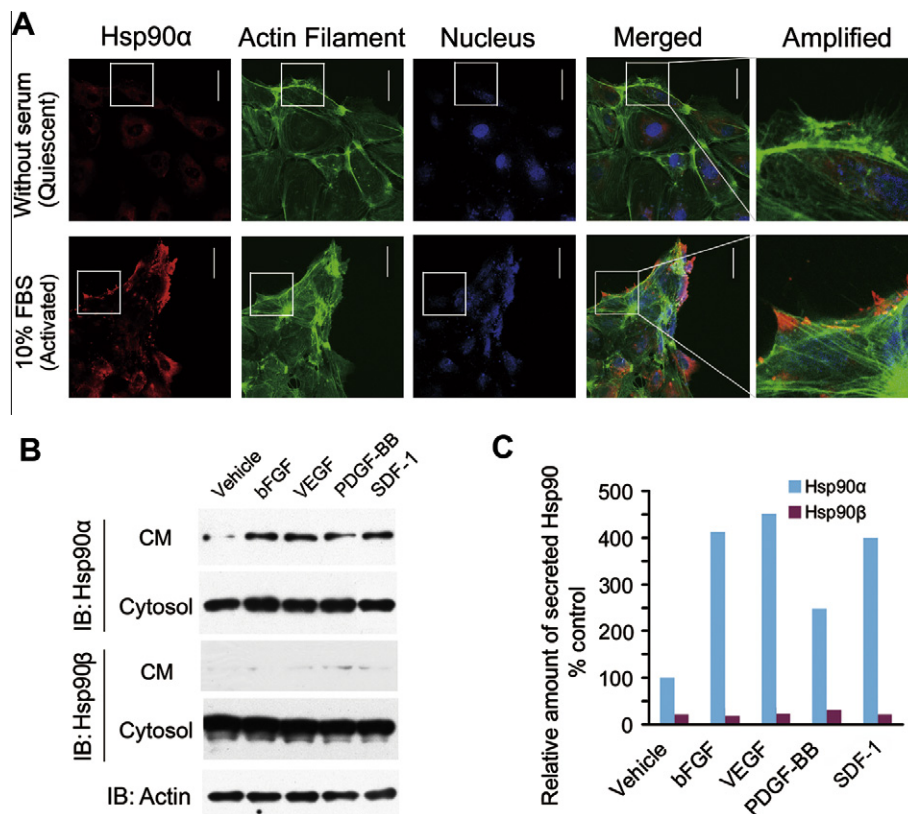 A
Hsp90α
Actin Filament
Nucleus
Merged
Amplified
Without serum
(Quiescent)
10% FBS
(Activated)
B
Vehicle
bFGF
VEGF
PDGF-BB
SDF-1
IB: Hsp90α
CM
Cytosol
IB: Hsp90β
CM
Cytosol
IB: Actin
C
Relative amount of secreted Hsp90
% control
Hsp90α
Hsp90β
500
400
300
200
100
0
Vehicle
bFGF
VEGF
PDGF-BB
SDF-1